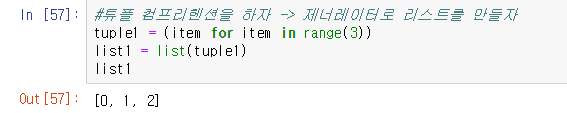 In [57]: #튜플 컴프리헨션을 하자 -> 제너레이터로 리스트를 만들자
tuple1 = (item for item in range(3))
list1 = list(tuple1)
list1
Out[57]: [0, 1, 2]